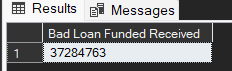 Results Messages
Bad Loan Funded Received
1 37284763